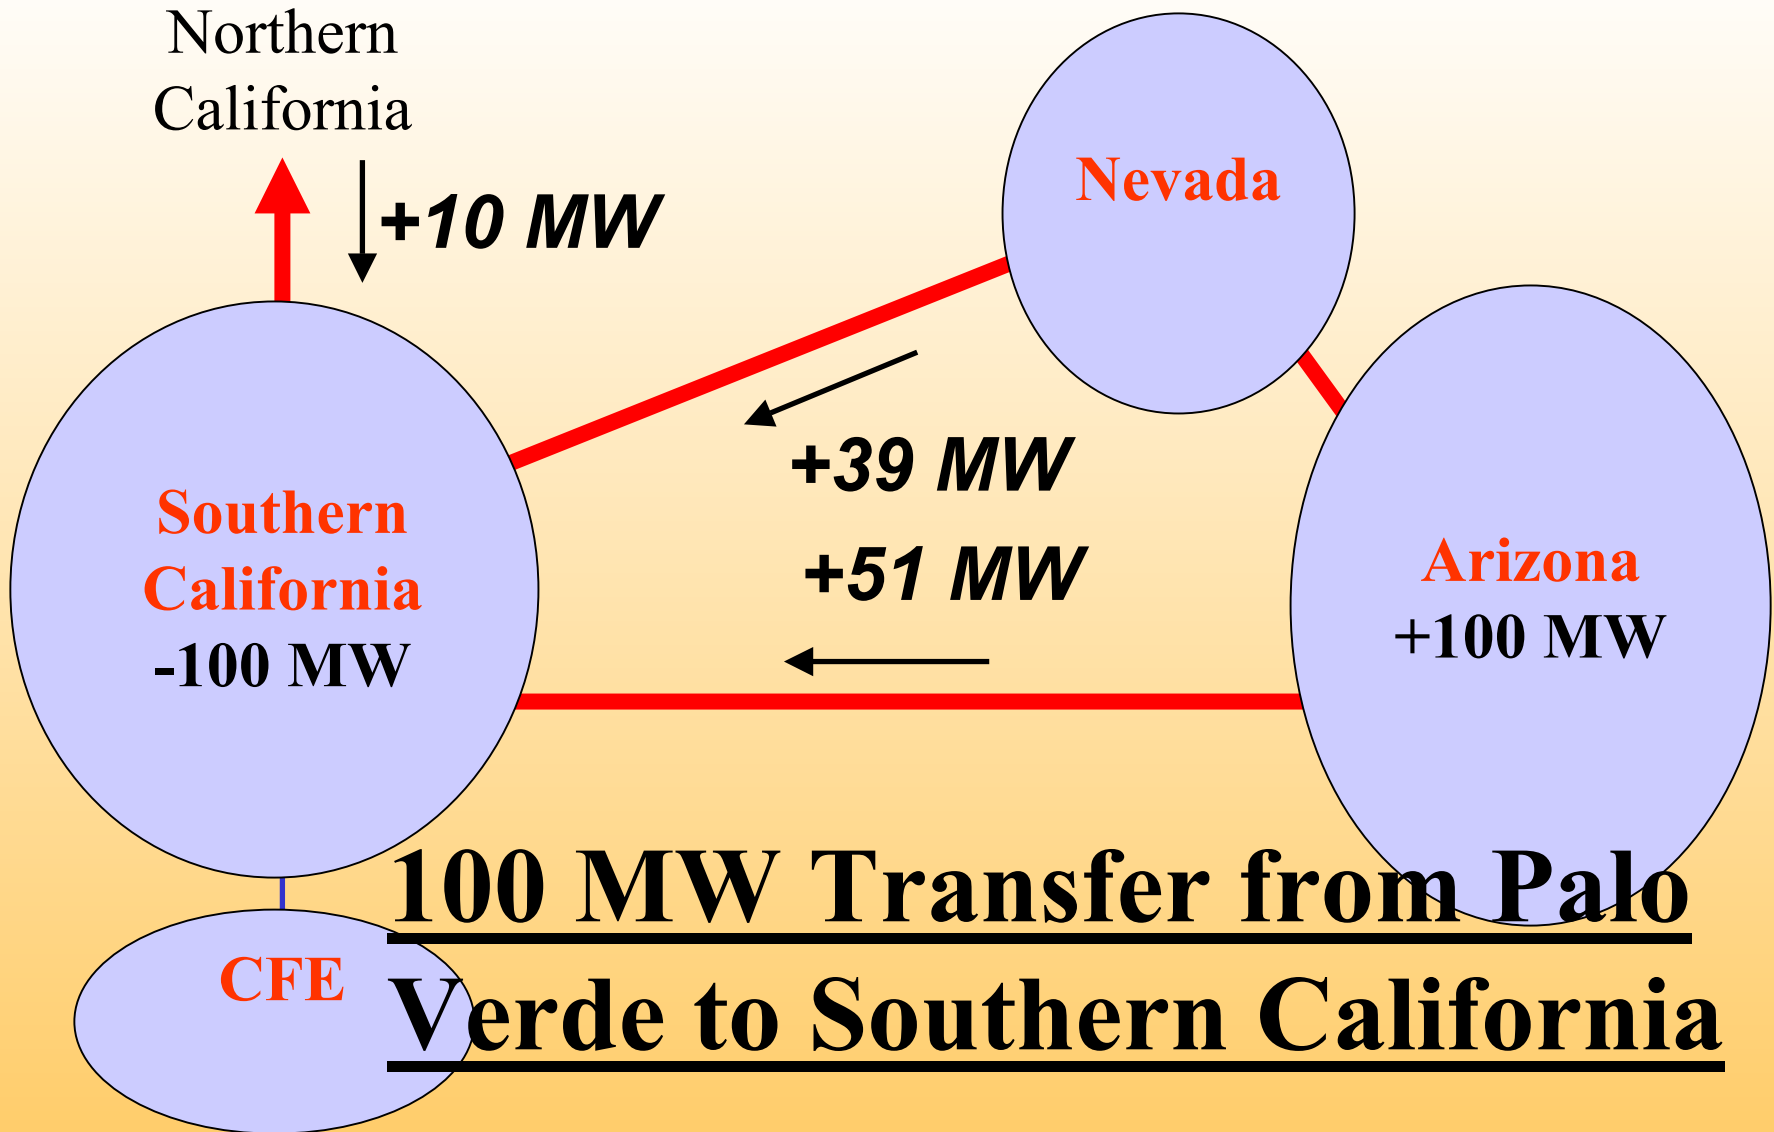 Northern
California
+10 MW
Nevada
+39 MW
Southern
California
-100 MW
+51 MW
Arizona
+100 MW
100 MW Transfer from Palo
Verde to Southern California
CFE